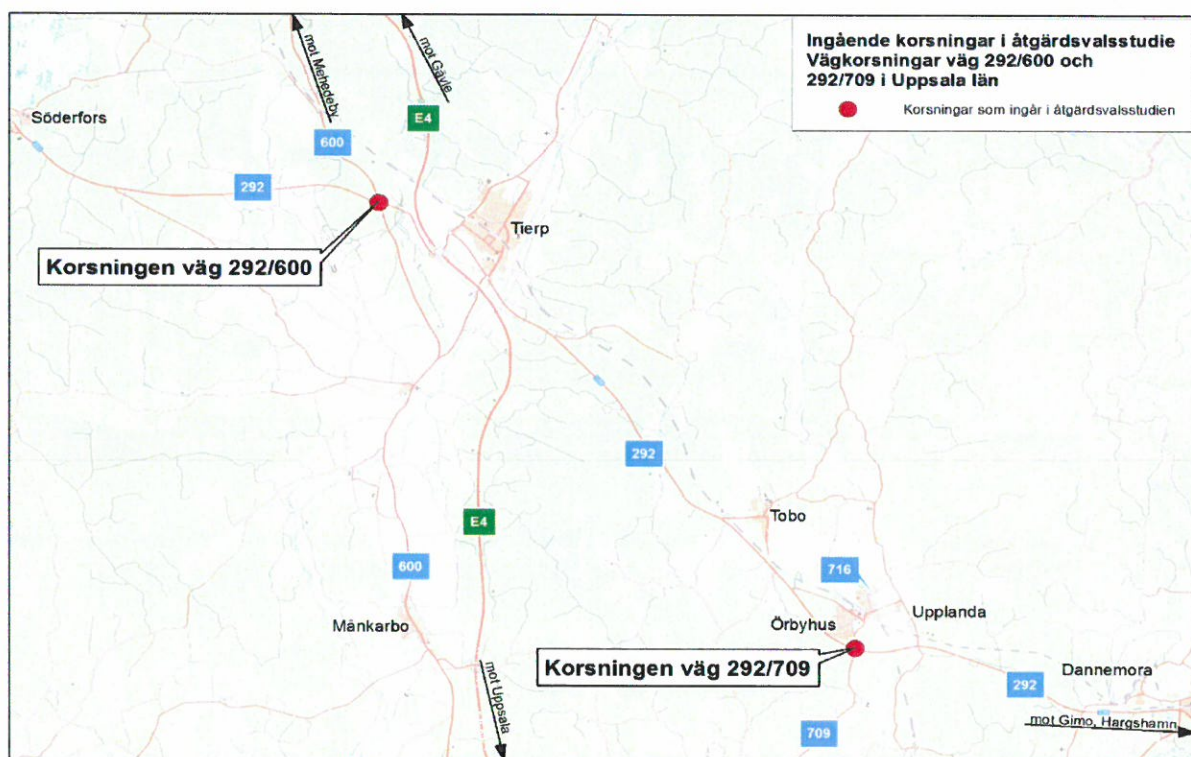 Ingående korsningar i åtgärdsvalsstudie
Vägkorsningar väg 292/600 och
292/709 i Uppsala län
Korsningar som ingår i åtgärdsvalsstudien
mot Mehedeby
mot Gävle
Söderfors
E4
600
292
Tierp
Korsningen väg 292/600
292
Tobo
E4
600
716
Månkarbo
Örbyhus
Upplanda
Korsningen väg 292/709
mot Uppsala
Dannemora
292
mot Gimo, Hargshamn
709